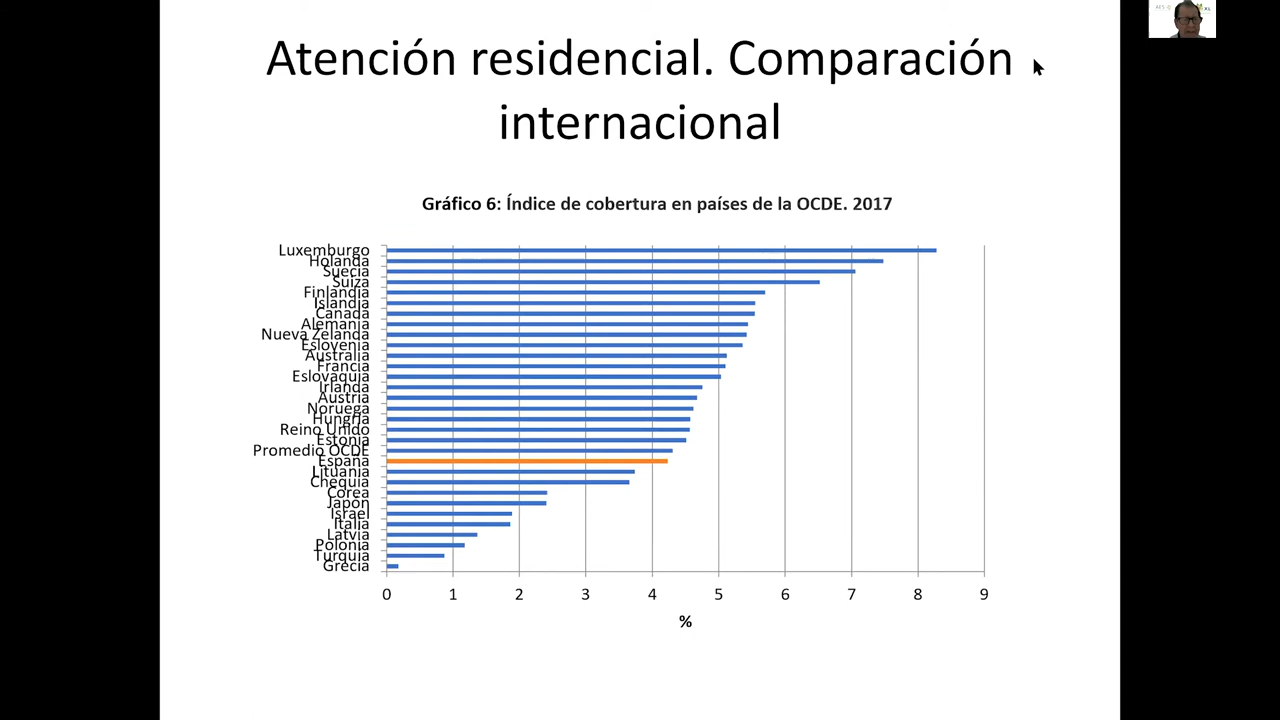 Atención residencial. Comparación
internacional
Gráfico 6: Índice de cobertura en países de la OCDE. 2017
Luxemburgo
Holanda
Suecia
Suiza
Finlandia
Islandia
Canada
Alemania
Nueva Zelanda
Eslovenia
Australia
Francia
Eslovaquia
Irlanda
Austria
Noruega
Hungría
Reino Unido
Estonia
Promedio OCDE
España
Lituania
Chequia
Corea
Japón
Israel
Italia
Latvia
Polonia
Turquía
Grecia
0 1 2 3 4 5 6 7 8 9
%